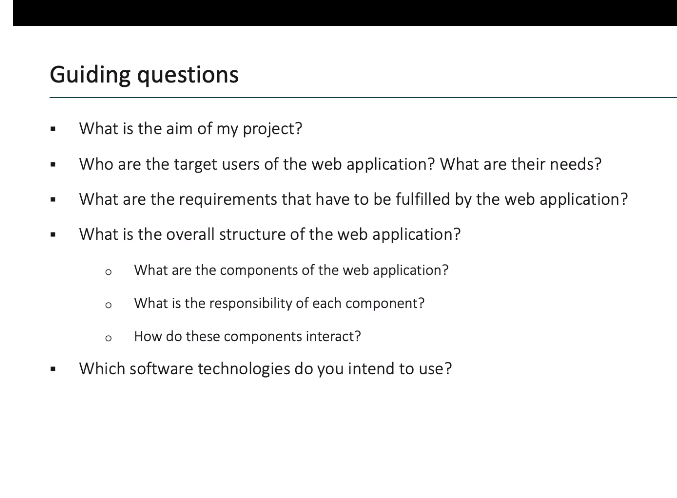 Guiding questions
▪ What is the aim of my project?
▪ Who are the target users of the web application? What are their needs?
▪ What are the requirements that have to be fulfilled by the web application?
▪ What is the overall structure of the web application?
o What are the components of the web application?
o What is the responsibility of each component?
o How do these components interact?
▪ Which software technologies do you intend to use?